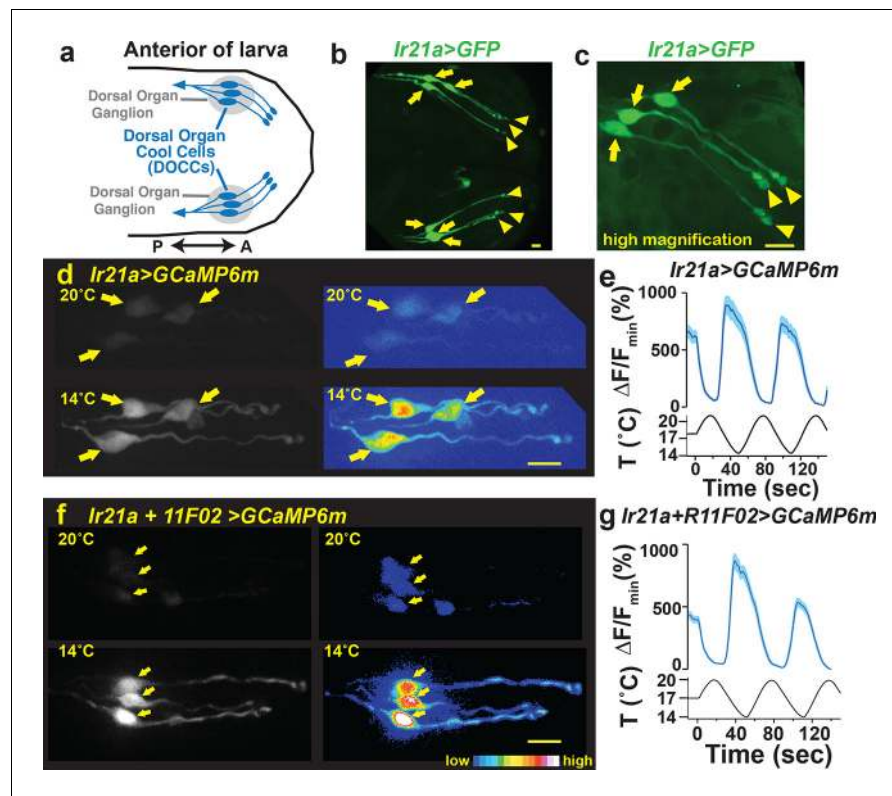 a
Anterior of larva
Dorsal Organ
Ganglion
Dorsal Organ
Cool Cells
(DOCCs)
Dorsal Organ
Ganglion
P A
b
Ir21a>GFP
c
Ir21a>GFP
high magnification
d Ir21a>GCaMP6m
20°C
14°C
e
Ir21a>GCaMP6m
ΔF/Fmin(%)
1000
500
0
T (°C)
20
17
14
0 40 80 120
Time (sec)
f Ir21a + 11F02 >GCaMP6m
20°C
20°C
14°C
14°C
low high
g Ir21a+R11F02>GCaMP6m
ΔF/Fmin(%)
1000
500
0
T (°C)
20
17
14
0 40 80 120
Time (sec)
20°C
14°C